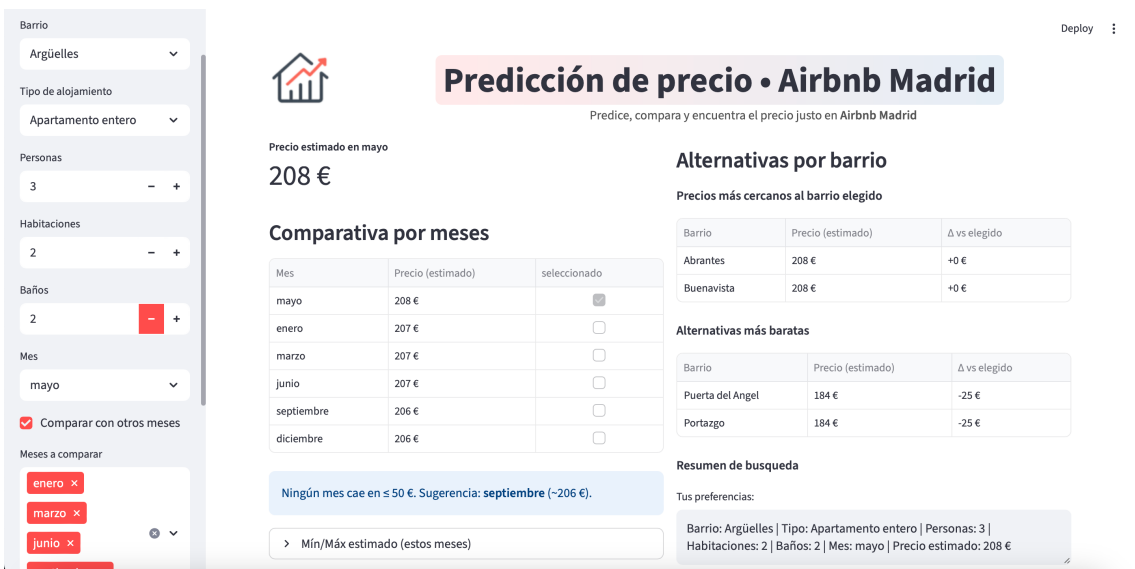 Barrio
Argüelles
Tipo de alojamiento
Apartamento entero
Personas
3 − +
Habitaciones
2 − +
Baños
2 − +
Mes
mayo
Comparar con otros meses
Meses a comparar
enero ×
marzo ×
junio ×
Deploy
Predicción de precio • Airbnb Madrid
Predice, compara y encuentra el precio justo en Airbnb Madrid
Precio estimado en mayo
208 €
Comparativa por meses
Mes Precio (estimado) seleccionado
mayo 208 €
enero 207 €
marzo 207 €
junio 207 €
septiembre 206 €
diciembre 206 €
Ningún mes cae en ≤ 50 €. Sugerencia: septiembre (~206 €).
Mín/Máx estimado (estos meses)
Alternativas por barrio
Precios más cercanos al barrio elegido
Barrio Precio (estimado) Δ vs elegido
Abrantes 208 € +0 €
Buenavista 208 € +0 €
Alternativas más baratas
Barrio Precio (estimado) Δ vs elegido
Puerta del Angel 184 € -25 €
Portazgo 184 € -25 €
Resumen de busqueda
Tus preferencias:
Barrio: Argüelles | Tipo: Apartamento entero | Personas: 3 |
Habitaciones: 2 | Baños: 2 | Mes: mayo | Precio estimado: 208 €